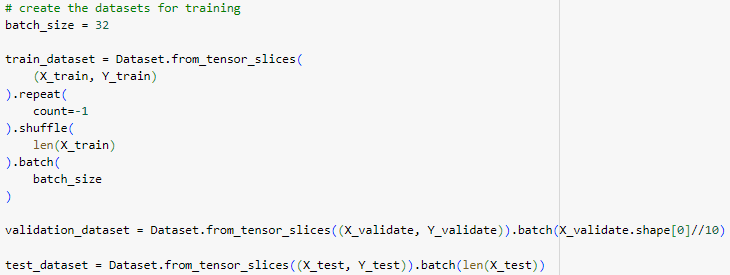 # create the datasets for training
batch_size = 32
train_dataset = Dataset.from_tensor_slices(
(X_train, Y_train)
).repeat(
count=-1
).shuffle(
len(X_train)
).batch(
batch_size
)
validation_dataset = Dataset.from_tensor_slices((X_validate, Y_validate)).batch(X_validate.shape[0]//10)
test_dataset = Dataset.from_tensor_slices((X_test, Y_test)).batch(len(X_test))